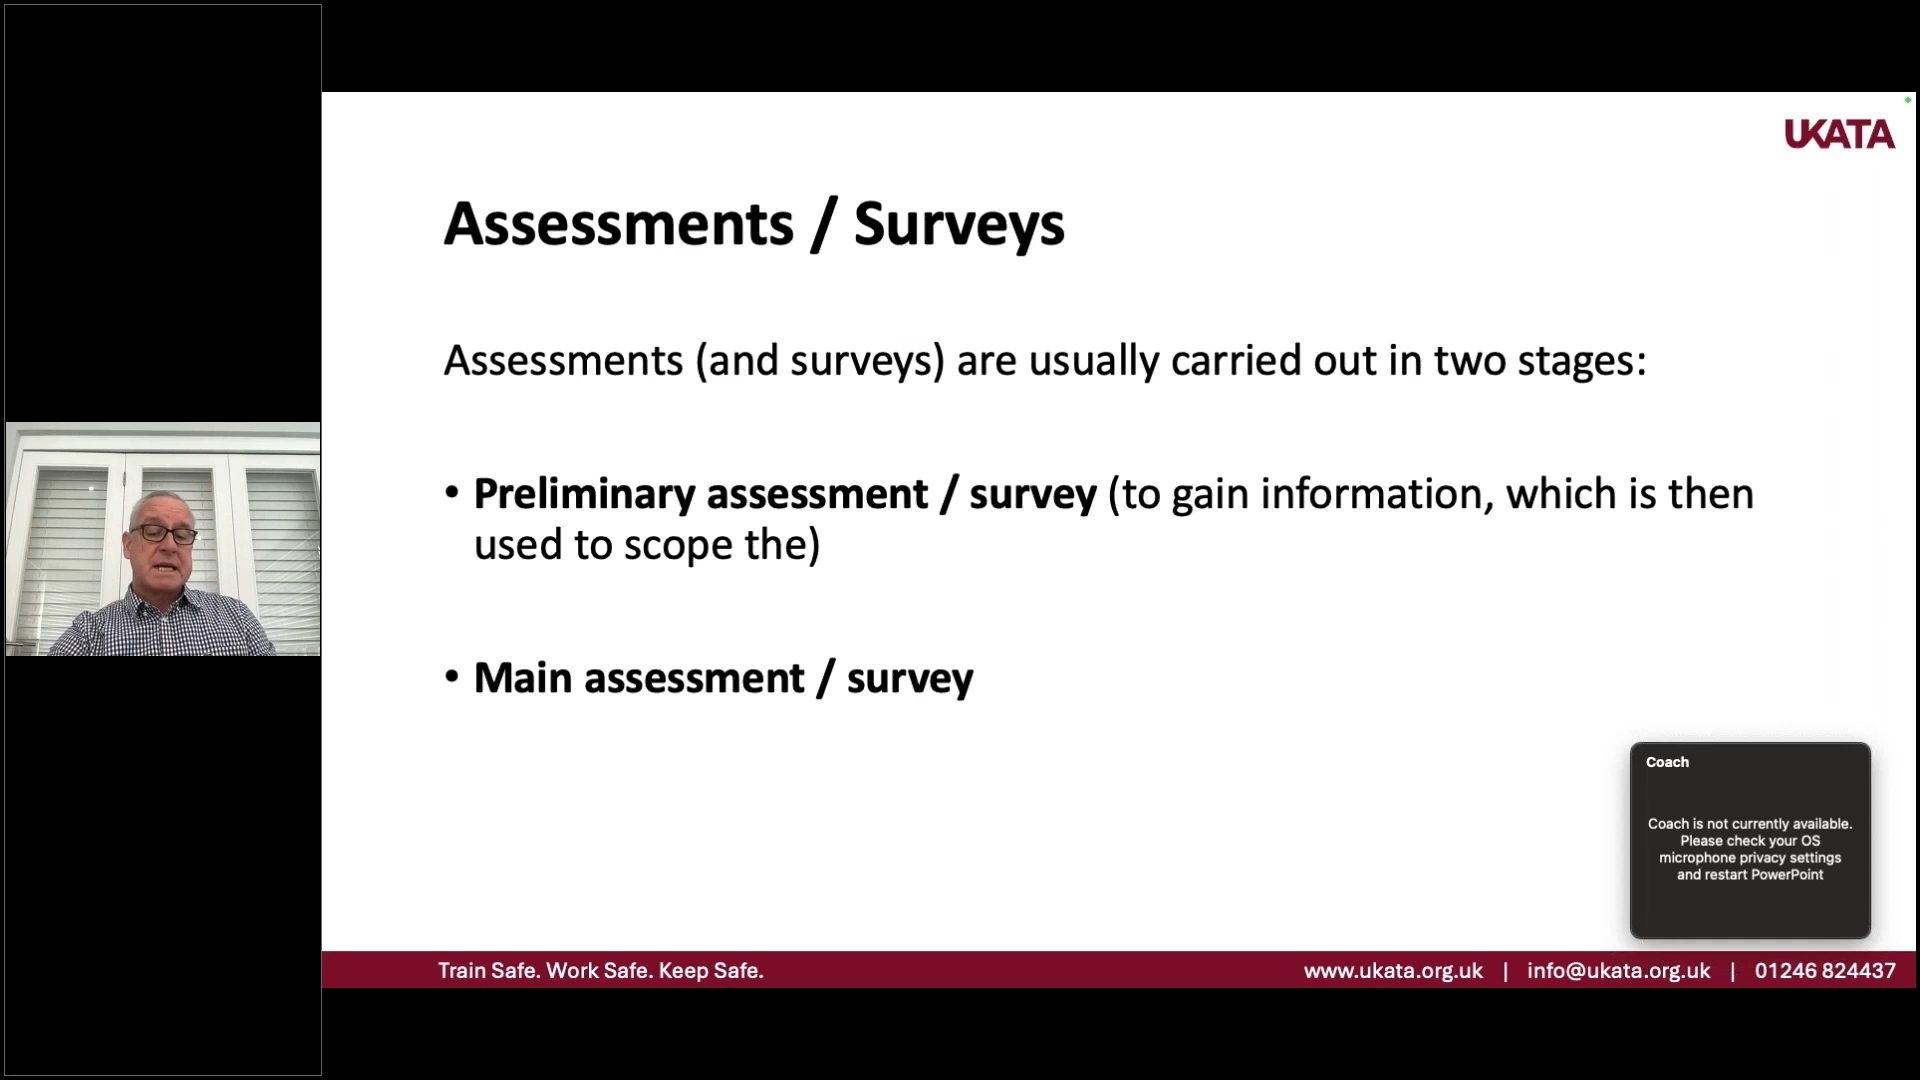 UKATA
Assessments / Surveys
Assessments (and surveys) are usually carried out in two stages:
• Preliminary assessment / survey (to gain information, which is then
used to scope the)
• Main assessment / survey
Coach
Coach is not currently available.
Please check your OS
microphone privacy settings
and restart PowerPoint
Train Safe. Work Safe. Keep Safe.
www.ukata.org.uk | info@ukata.org.uk | 01246 824437